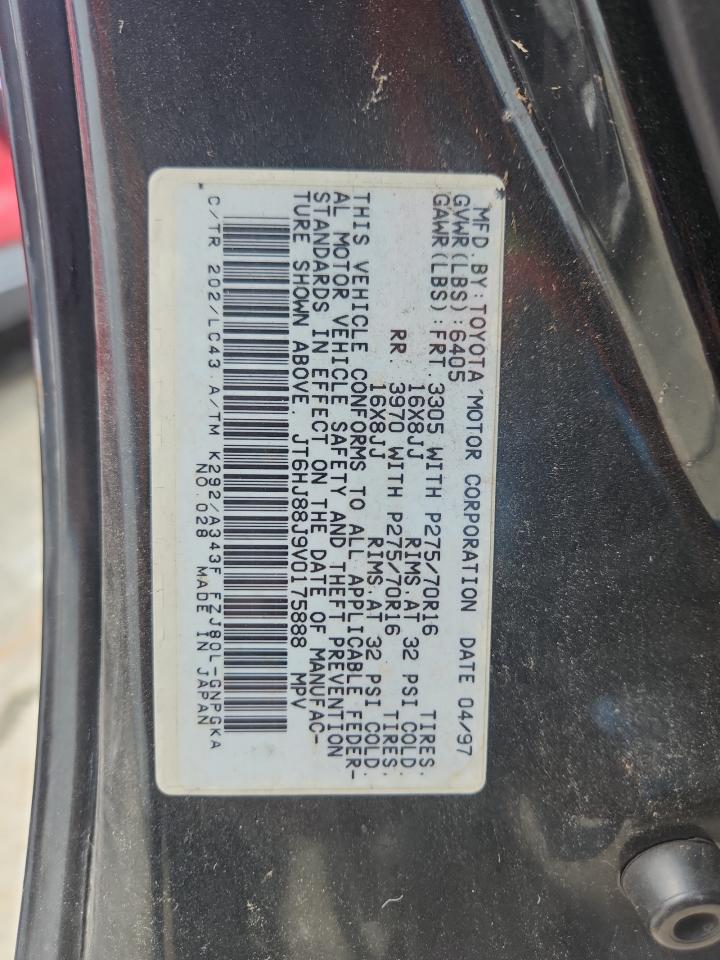 MFD. BY: TOYOTA MOTOR CORPORATION DATE 04/97
GVWR(LBS):6405
GAWR(LBS):FRT. 3305 WITH P275/70R16 TIRES.
16X8JJ RIMS.AT 32 PSI COLD.
RR 3970 WITH P275/70R16 TIRES.
16X8JJ RIMS.AT 32 PSI COLD.
THIS VEHICLE CONFORMS TO ALL APPLICABLE FEDER-
AL MOTOR VEHICLE SAFETY AND THEFT PREVENTION
STANDARDS IN EFFECT ON THE DATE OF MANUFAC-
TURE SHOWN ABOVE. JT6HJ88J9V0175888 MPV
C/TR 202/LC43 A/TM K292/A343F FZJ80L-GNPGKA
NO.028 MADE IN JAPAN